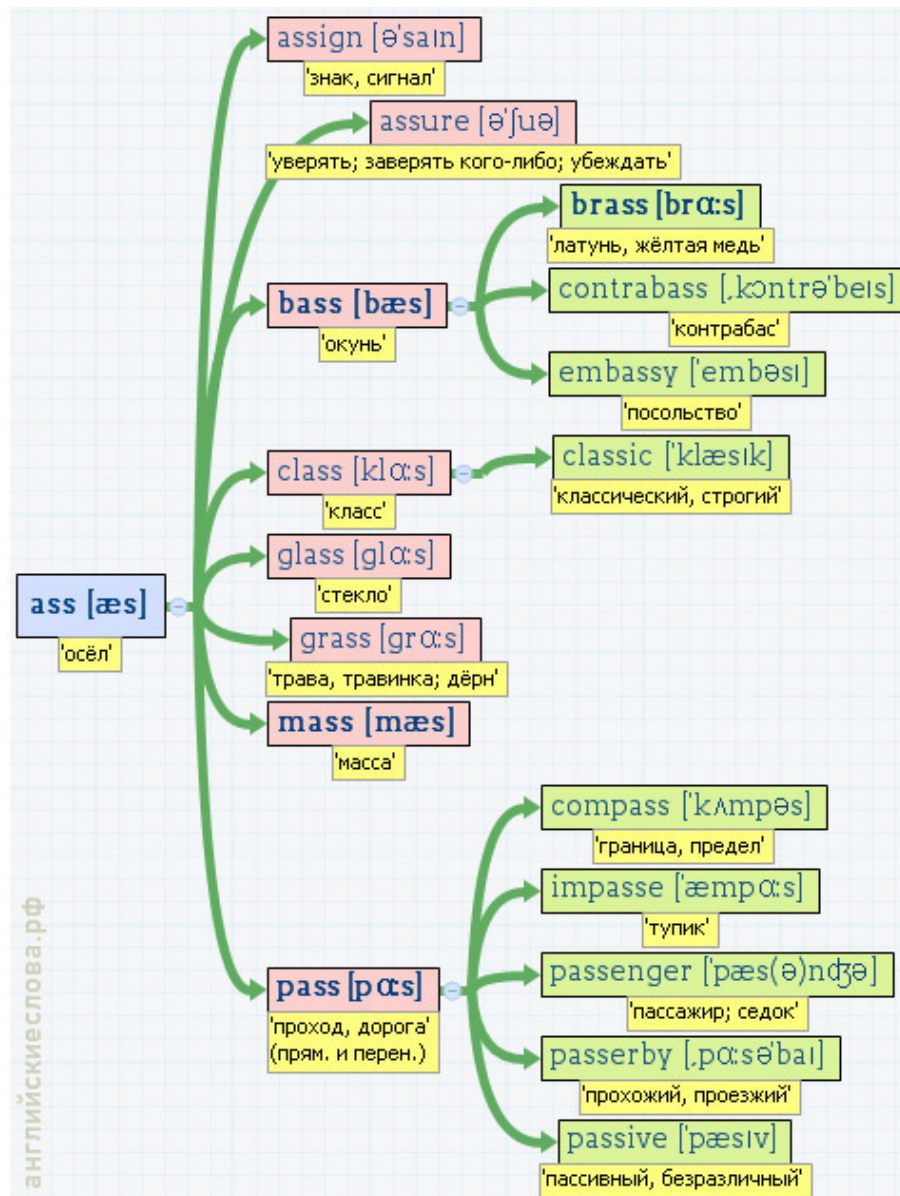 assign [ə'saɪn]
'знак, сигнал'
assure [ə'ʃuə]
'уверять; заверять кого-либо; убеждать'
brass [brɑ:s]
'латунь, жёлтая медь'
bass [bæs]
'окунь'
contrabass [ˌkɔntrə'beɪs]
'контрабас'
embassy ['embəsɪ]
'посольство'
class [klɑ:s]
'класс'
classic ['klæsɪk]
'классический, строгий'
glass [glɑ:s]
'стекло'
ass [æs]
'осёл'
grass [grɑ:s]
'трава, травинка; дёрн'
mass [mæs]
'масса'
pass [pɑ:s]
'проход, дорога'
(прям. и перен.)
compass ['kʌmpəs]
'граница, предел'
impasse ['æmpɑ:s]
'тупик'
passenger ['pæs(ə)nʤə]
'пассажир; седок'
passerby [ˌpɑ:sə'baɪ]
'прохожий, проезжий'
passive ['pæsɪv]
'пассивный, безразличный'
английскиеслова.рф